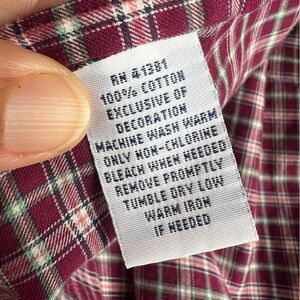 RN 41381
100% COTTON
EXCLUSIVE OF
DECORATION
MACHINE WASH WARM
ONLY NON-CHLORINE
BLEACH WHEN NEEDED
REMOVE PROMPTLY
TUMBLE DRY LOW
WARM IRON
IF NEEDED